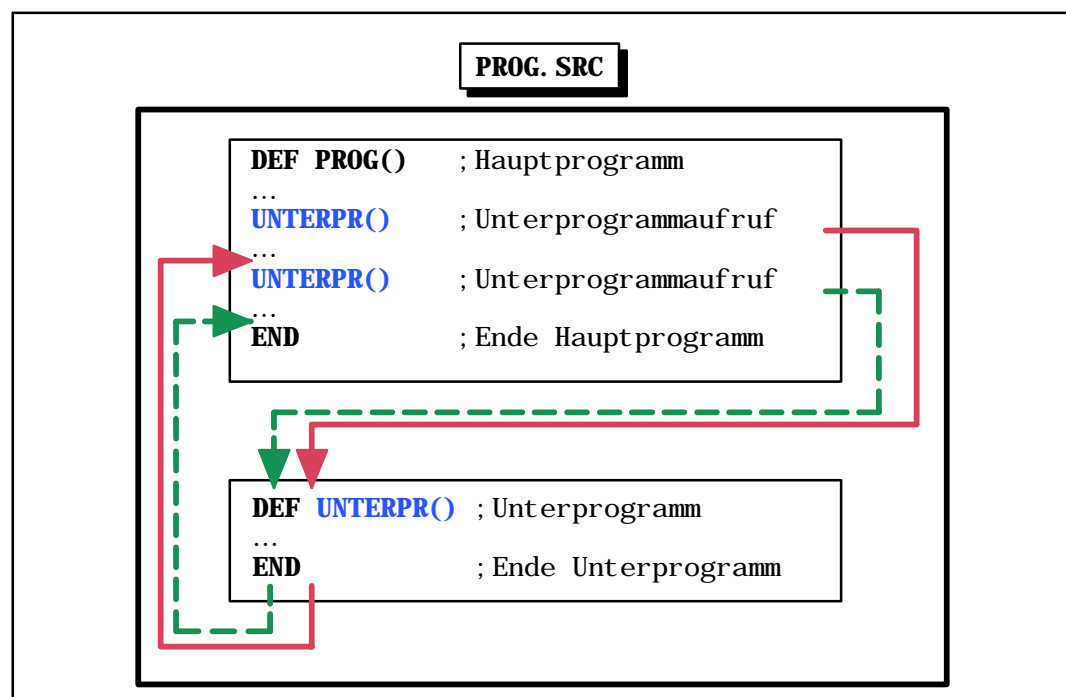 PROG.SRC
DEF PROG() ;Hauptprogramm
...
UNTERPR() ;Unterprogrammaufruf
...
UNTERPR() ;Unterprogrammaufruf
...
END ;Ende Hauptprogramm
DEF UNTERPR() ;Unterprogramm
...
END ;Ende Unterprogramm